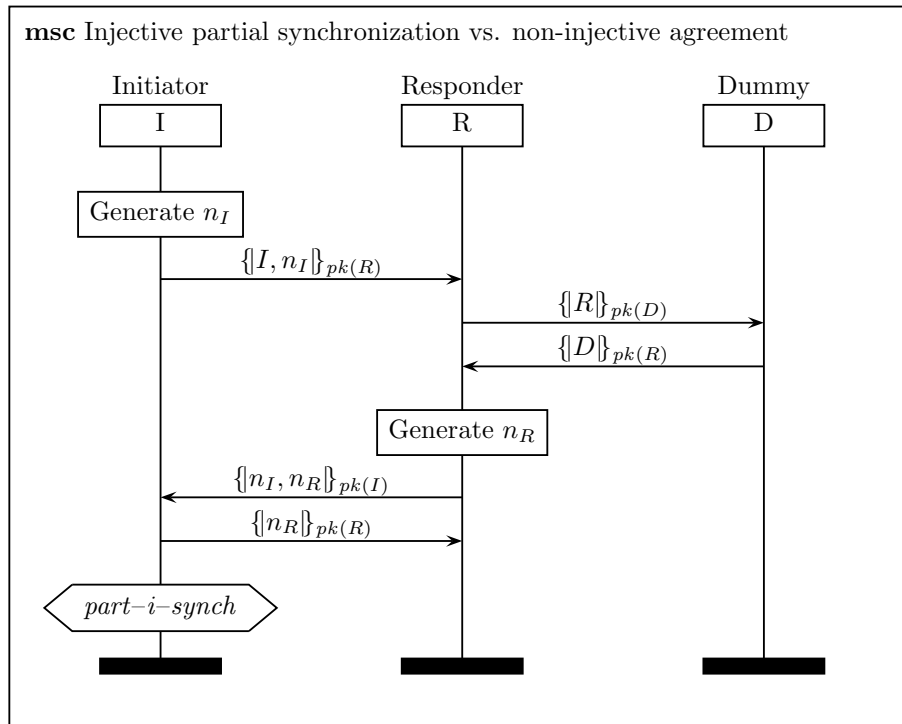 msc Injective partial synchronization vs. non-injective agreement
Initiator Responder Dummy
I R D
Generate n_I
{|I, n_I|}_pk(R)
{|R|}_pk(D)
{|D|}_pk(R)
Generate n_R
{|n_I, n_R|}_pk(I)
{|n_R|}_pk(R)
part–i–synch